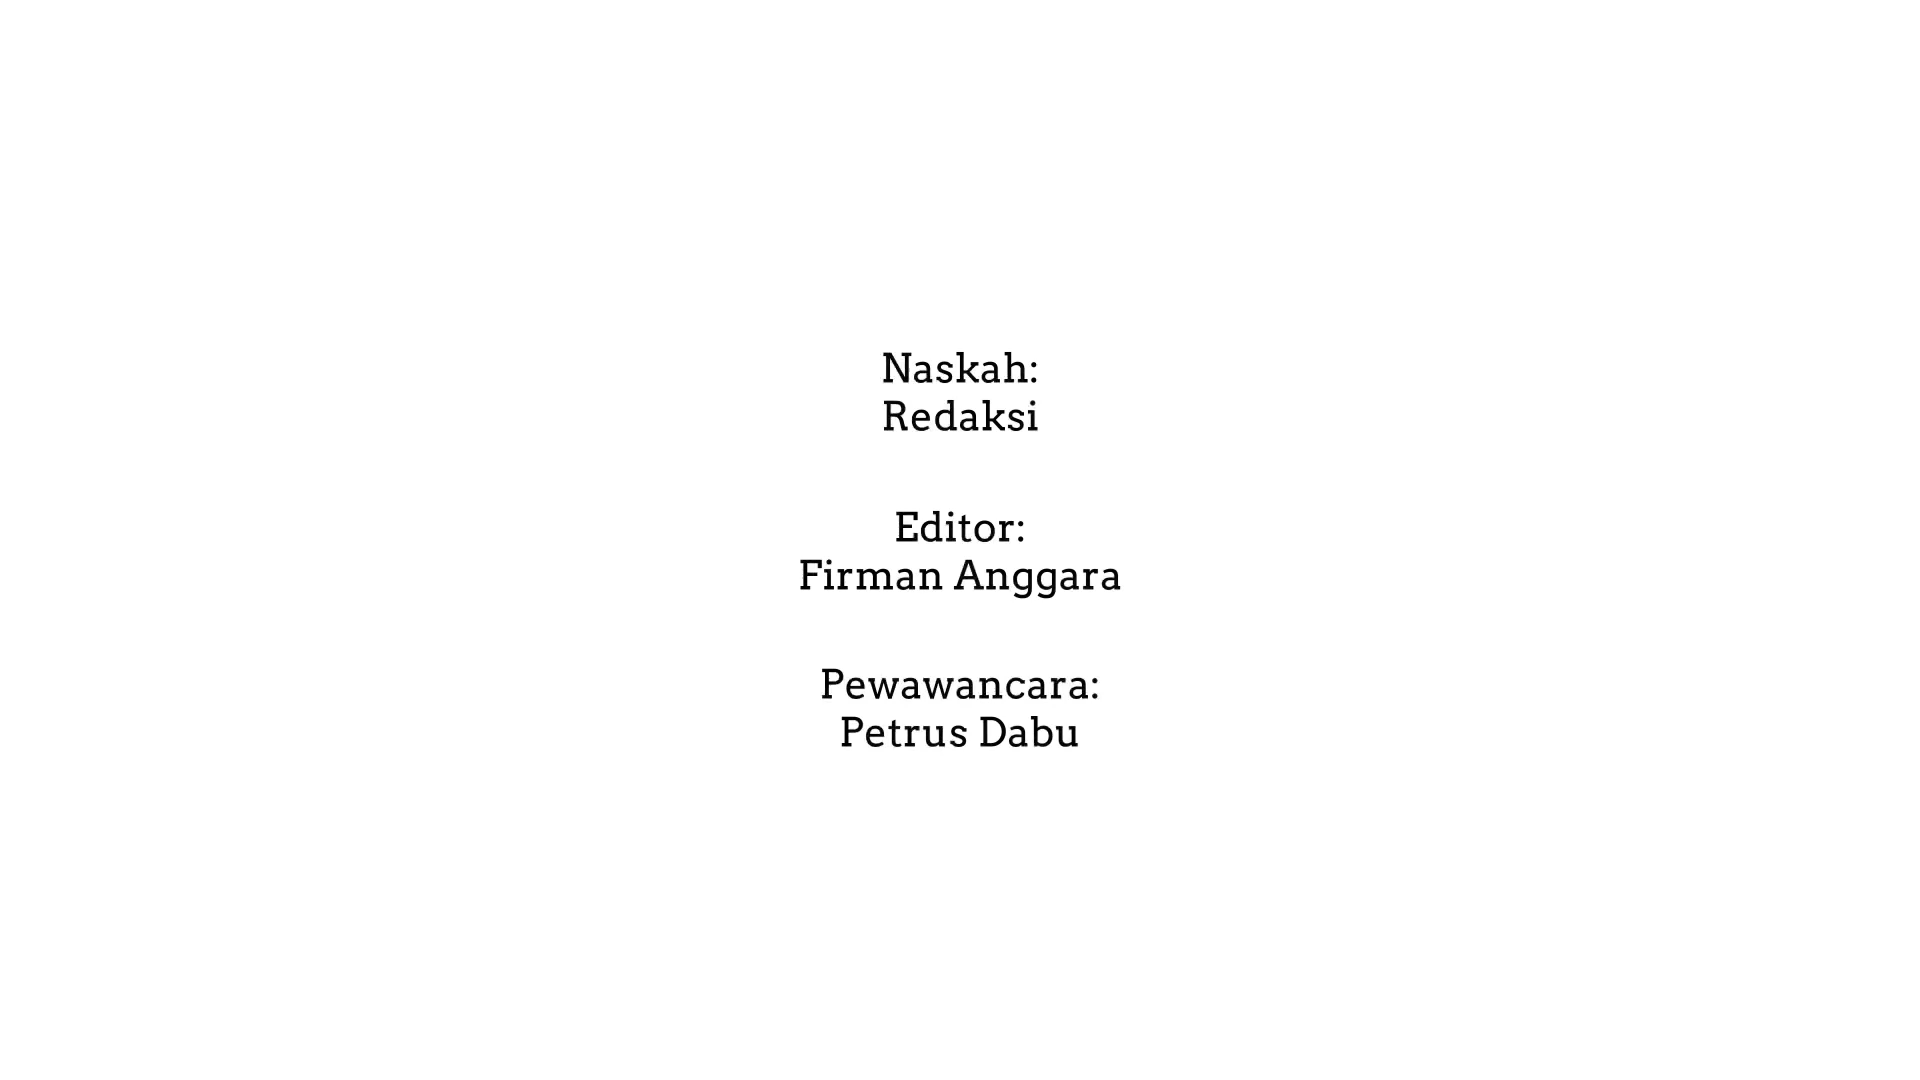 Naskah:
Redaksi
Editor:
Firman Anggara
Pewawancara:
Petrus Dabu